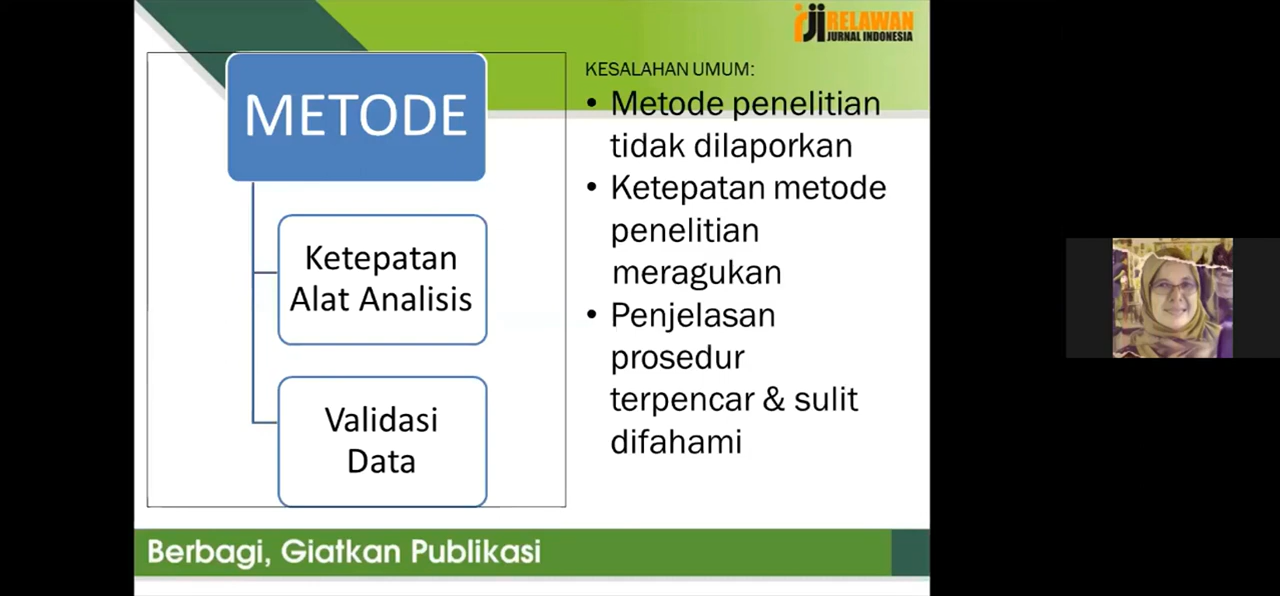 RELAWAN
JURNAL INDONESIA
METODE
Ketepatan
Alat Analisis
Validasi
Data
KESALAHAN UMUM:
• Metode penelitian
tidak dilaporkan
• Ketepatan metode
penelitian
meragukan
• Penjelasan
prosedur
terpencar & sulit
difahami
Berbagi, Giatkan Publikasi